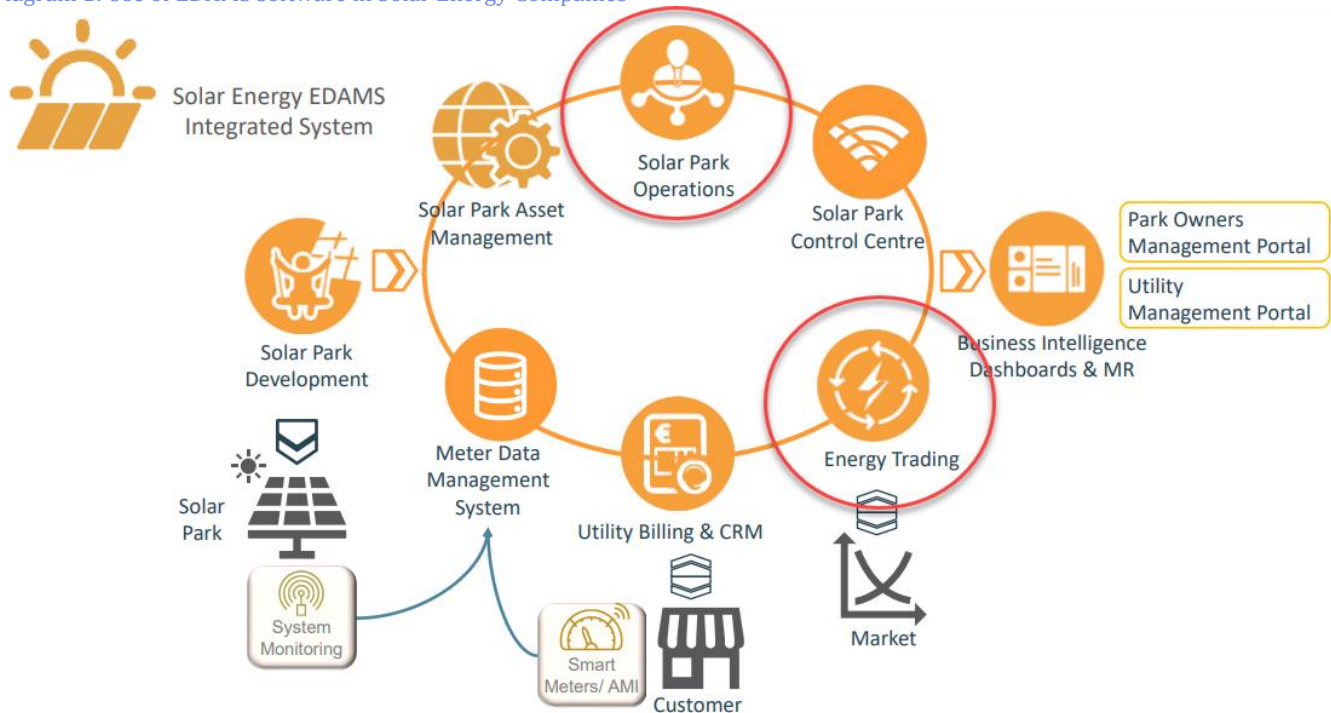 Solar Energy EDAMS
Integrated System
Solar Park
Operations
Solar Park Asset
Management
Solar Park
Control Centre
Park Owners
Management Portal
Utility
Management Portal
Solar Park
Development
Business Intelligence
Dashboards & MR
Meter Data
Management
System
€
Utility Billing & CRM
Energy Trading
Solar
Park
System
Monitoring
Smart
Meters/ AMI
Customer
Market